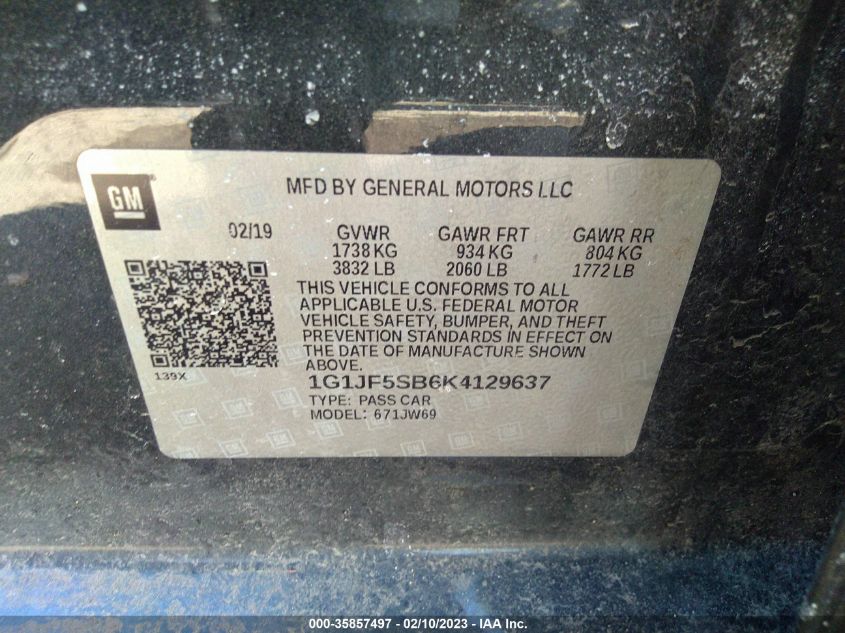 GM
MFD BY GENERAL MOTORS LLC
02/19 GVWR GAWR FRT GAWR RR
1738 KG 934 KG 804 KG
3832 LB 2060 LB 1772 LB
THIS VEHICLE CONFORMS TO ALL
APPLICABLE U.S. FEDERAL MOTOR
VEHICLE SAFETY, BUMPER, AND THEFT
PREVENTION STANDARDS IN EFFECT ON
THE DATE OF MANUFACTURE SHOWN
ABOVE.
139X
1G1JF5SB6K4129637
TYPE: PASS CAR
MODEL: 671JW69
000-35857497 - 02/10/2023 - IAA Inc.